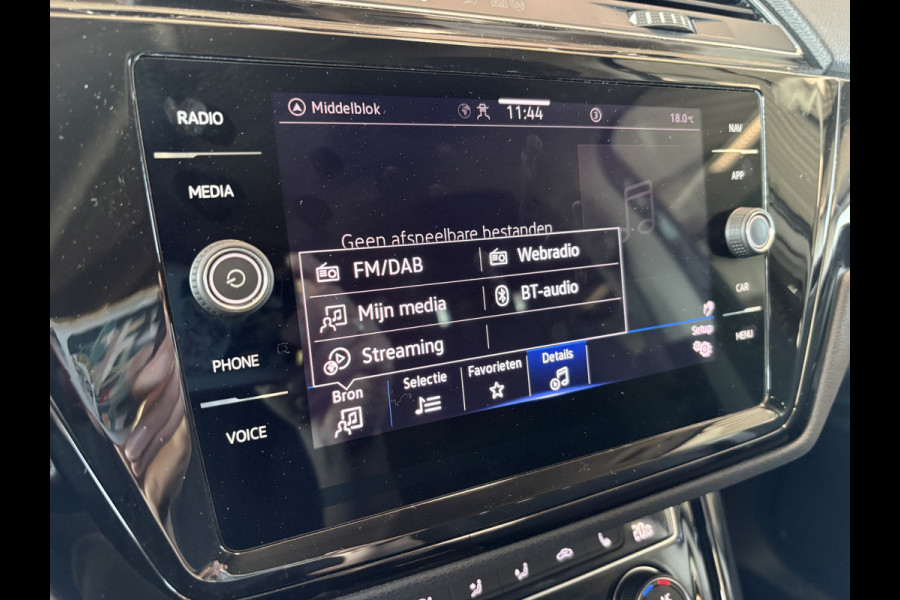 RADIO
MEDIA
PHONE
VOICE
Middelblok
11:44
3
18.0°C
Geen afspeelbare bestanden
FM/DAB
Webradio
Mijn media
BT-audio
Streaming
Bron
Selectie
Favorieten
Details
Setup
NAV
APP
CAR
MENU